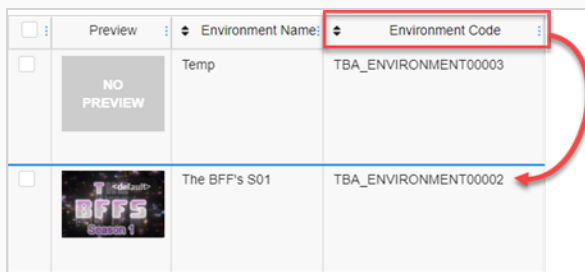 Preview
Environment Name
Environment Code
NO
PREVIEW
Temp
TBA_ENVIRONMENT00003
T <default>
BFFS
Season 1
The BFF's S01
TBA_ENVIRONMENT00002